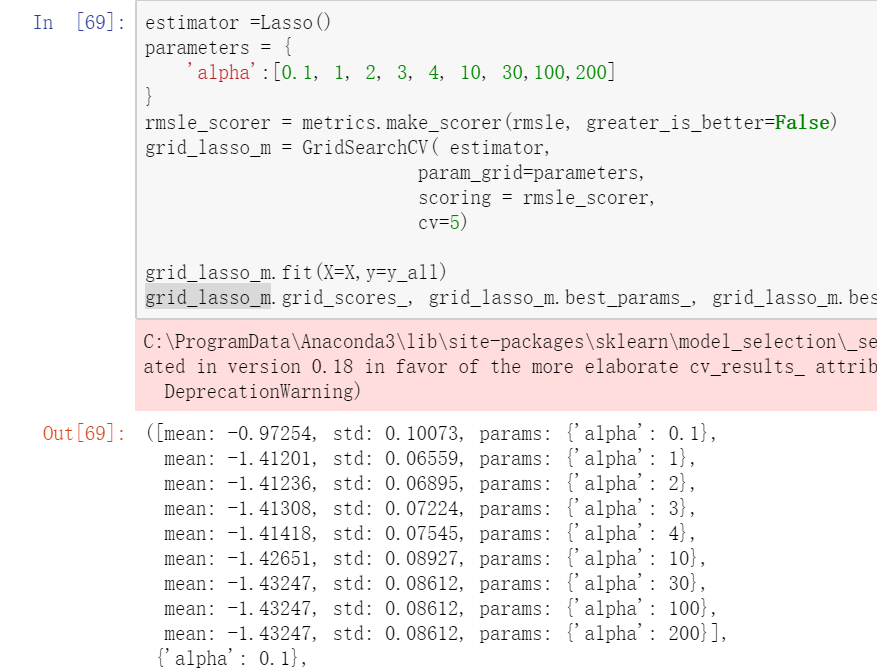 In [69]: estimator =Lasso()
parameters = {
    'alpha':[0.1, 1, 2, 3, 4, 10, 30,100,200]
}
rmsle_scorer = metrics.make_scorer(rmsle, greater_is_better=False)
grid_lasso_m = GridSearchCV( estimator,
                          param_grid=parameters,
                          scoring = rmsle_scorer,
                          cv=5)
grid_lasso_m.fit(X=X,y=y_all)
grid_lasso_m.grid_scores_, grid_lasso_m.best_params_, grid_lasso_m.bes
C:\ProgramData\Anaconda3\lib\site-packages\sklearn\model_selection\_se
ated in version 0.18 in favor of the more elaborate cv_results_ attrib
  DeprecationWarning)
Out[69]: ([mean: -0.97254, std: 0.10073, params: {'alpha': 0.1},
  mean: -1.41201, std: 0.06559, params: {'alpha': 1},
  mean: -1.41236, std: 0.06895, params: {'alpha': 2},
  mean: -1.41308, std: 0.07224, params: {'alpha': 3},
  mean: -1.41418, std: 0.07545, params: {'alpha': 4},
  mean: -1.42651, std: 0.08927, params: {'alpha': 10},
  mean: -1.43247, std: 0.08612, params: {'alpha': 30},
  mean: -1.43247, std: 0.08612, params: {'alpha': 100},
  mean: -1.43247, std: 0.08612, params: {'alpha': 200}],
 {'alpha': 0.1},